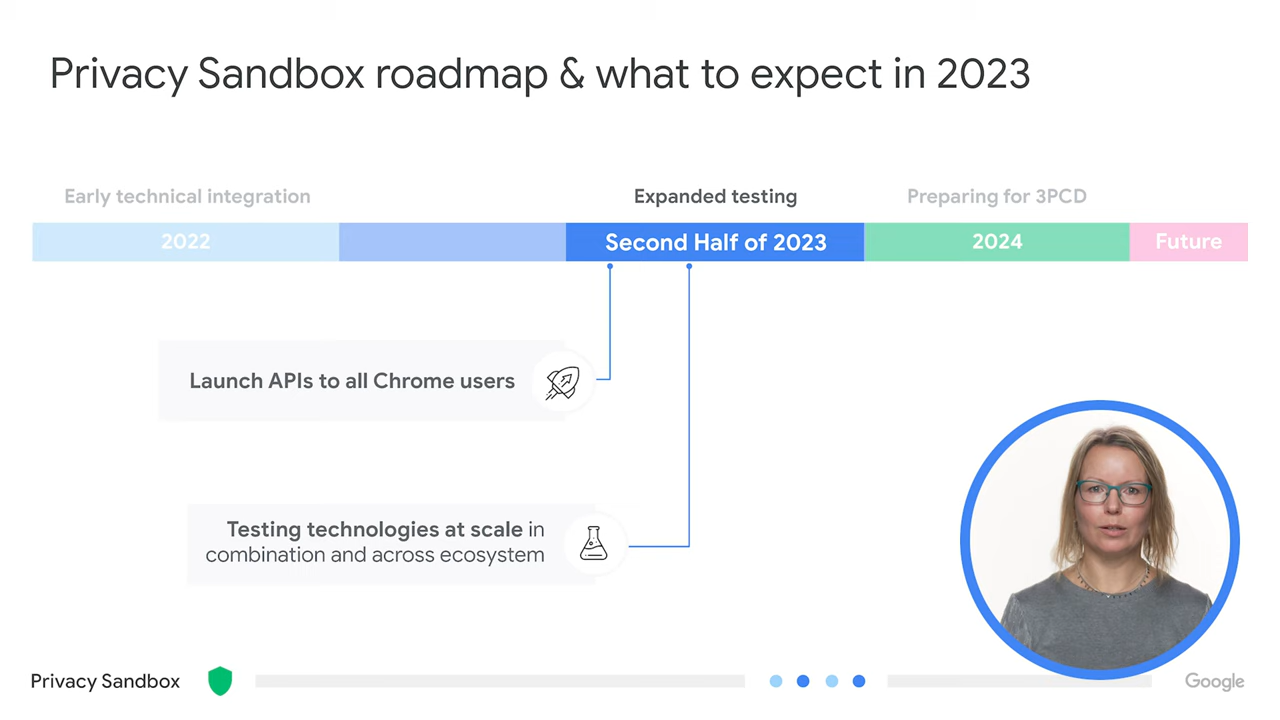 Privacy Sandbox roadmap & what to expect in 2023
Early technical integration
Expanded testing
Preparing for 3PCD
2022
Second Half of 2023
2024
Future
Launch APIs to all Chrome users
Testing technologies at scale in
combination and across ecosystem
Privacy Sandbox
Google